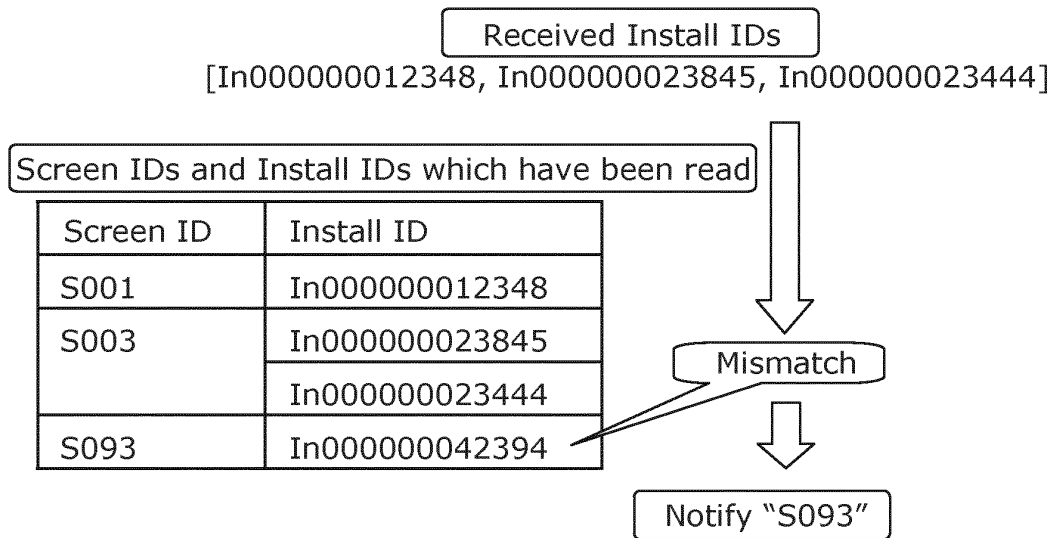 Received Install IDs
[In000000012348, In000000023845, In000000023444]
Screen IDs and Install IDs which have been read
Screen ID Install ID
S001 In000000012348
S003 In000000023845
In000000023444
S093 In000000042394
Mismatch
Notify “S093”